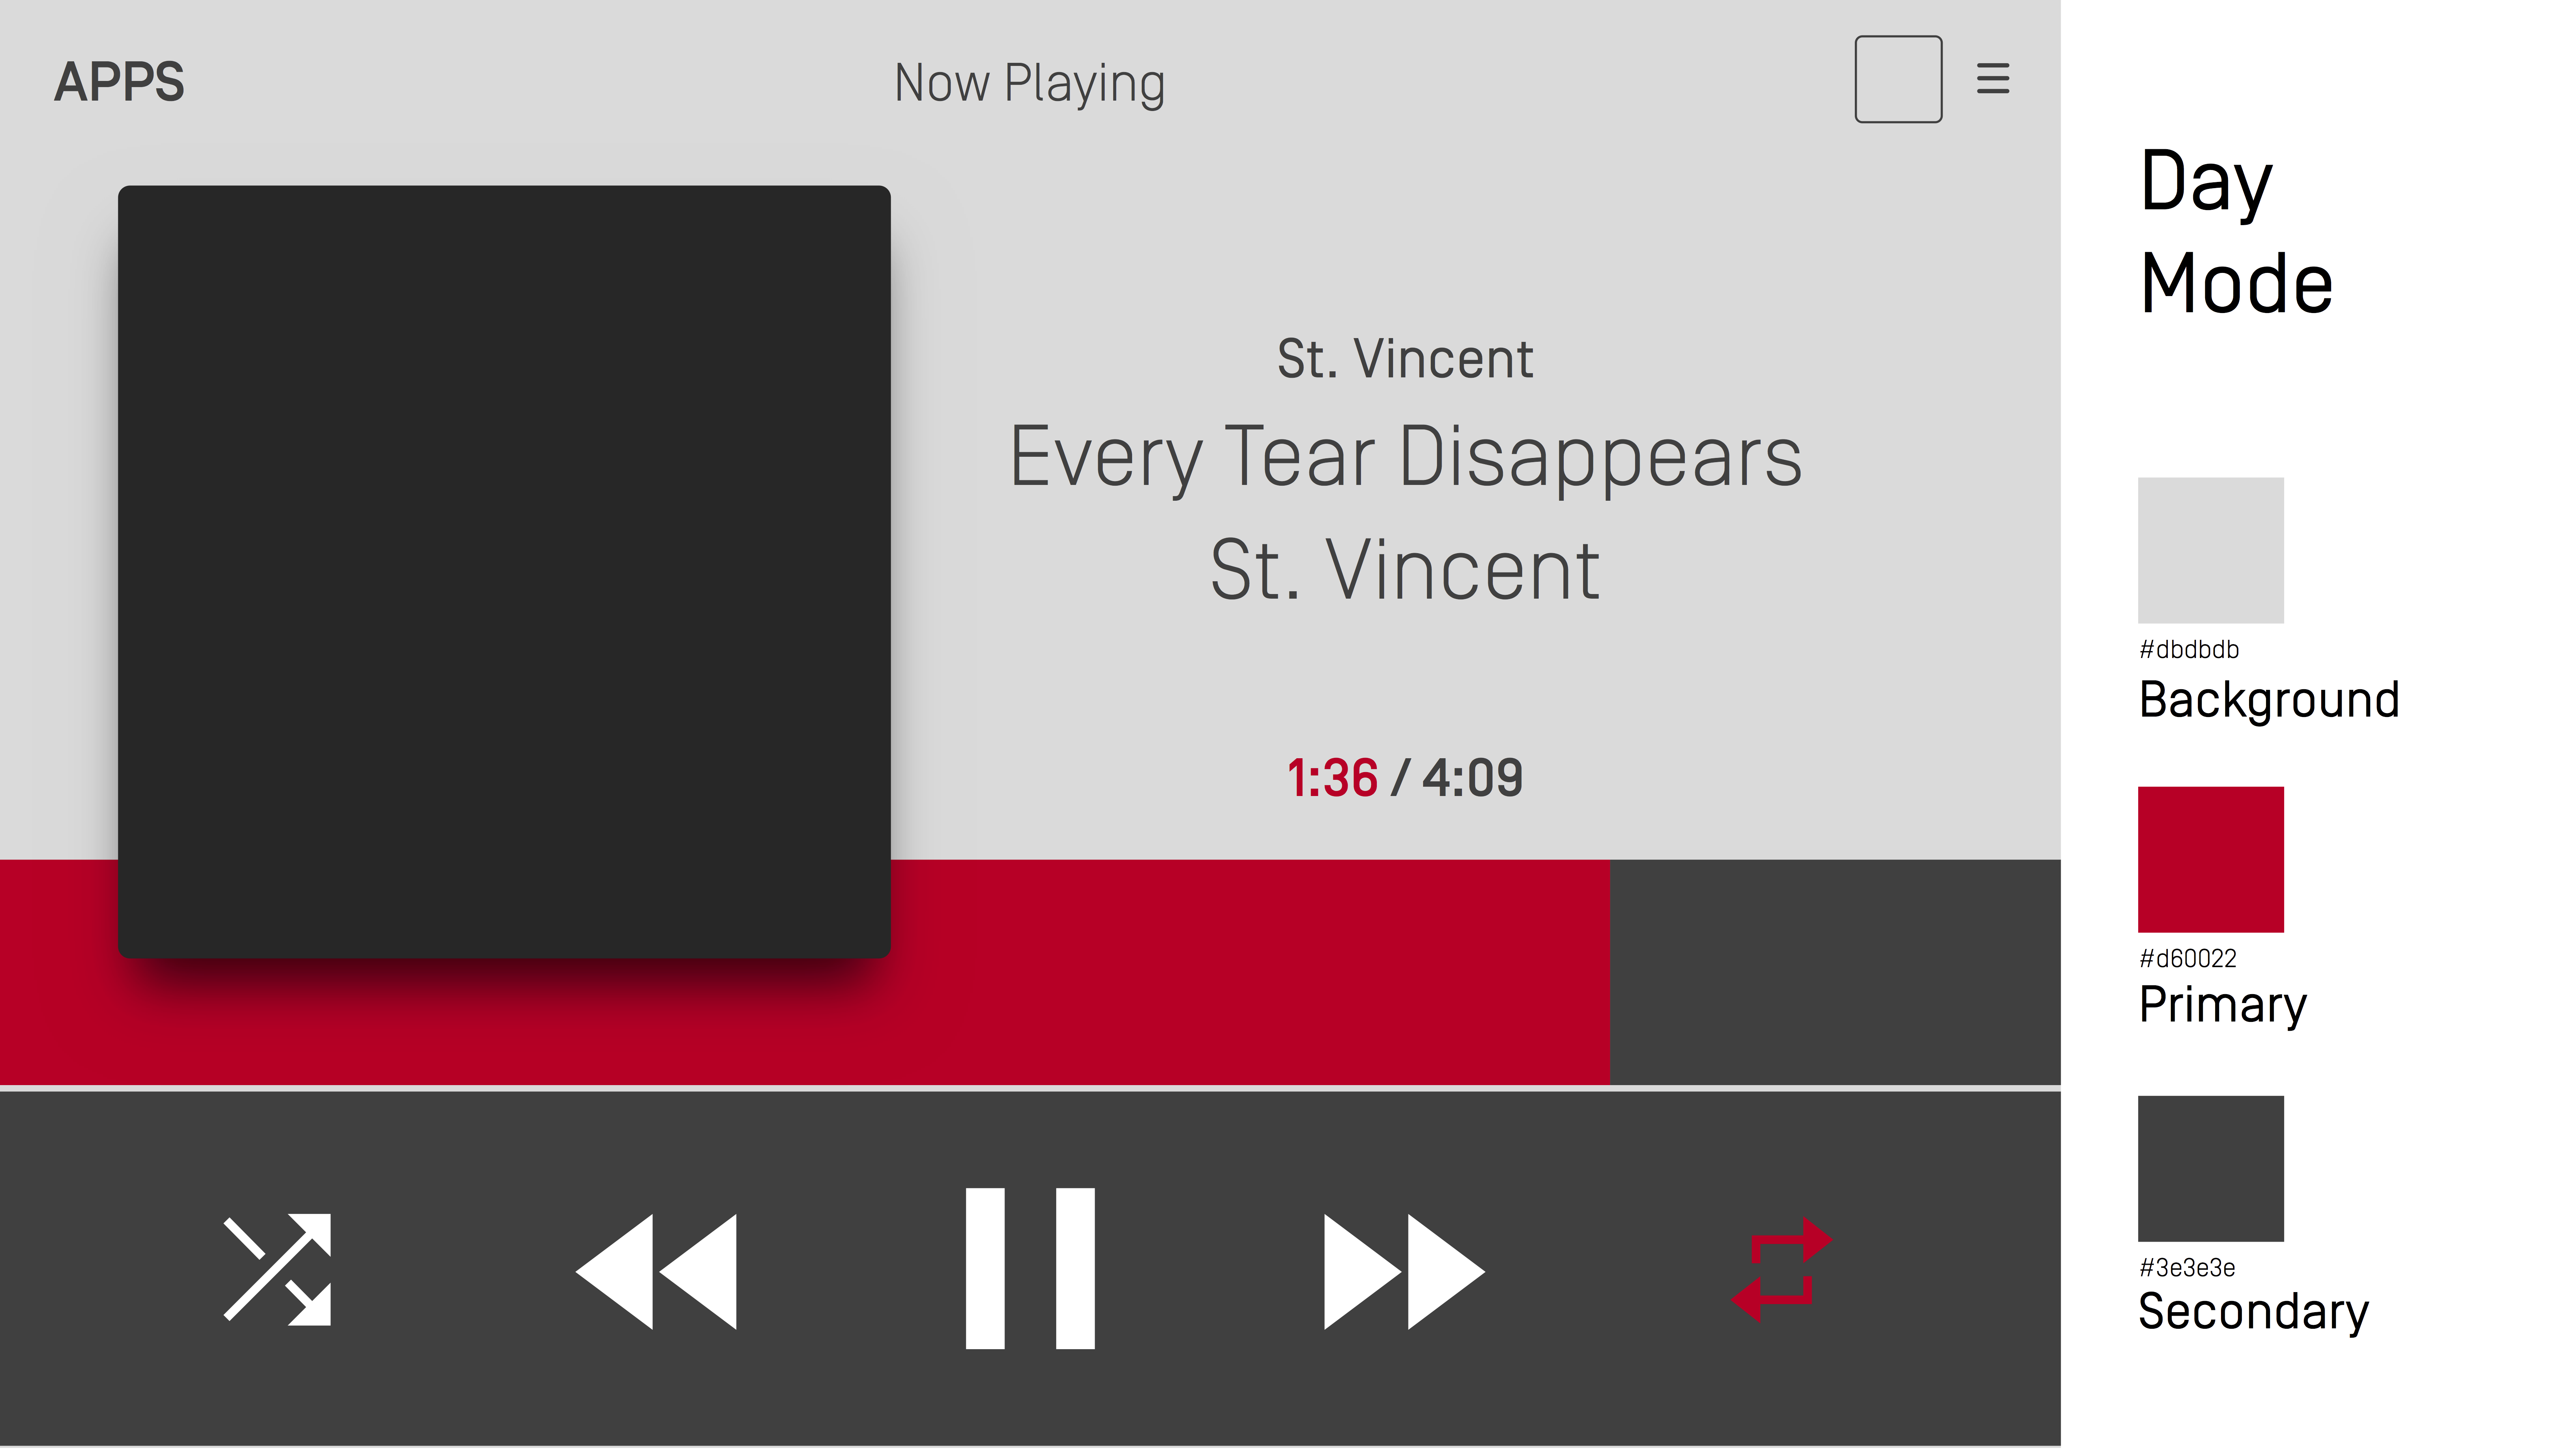 APPS
Now Playing
St. Vincent
Every Tear Disappears
St. Vincent
1:36 / 4:09
Day
Mode
#dbdbdb
Background
#d60022
Primary
#3e3e3e
Secondary